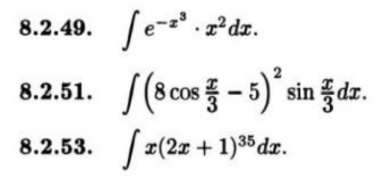 8.2.49. ∫ e^{-x^3} · x^2 dx.
8.2.51. ∫ (8 cos x/3 − 5)^2 sin x/3 dx.
8.2.53. ∫ x(2x + 1)^{35} dx.